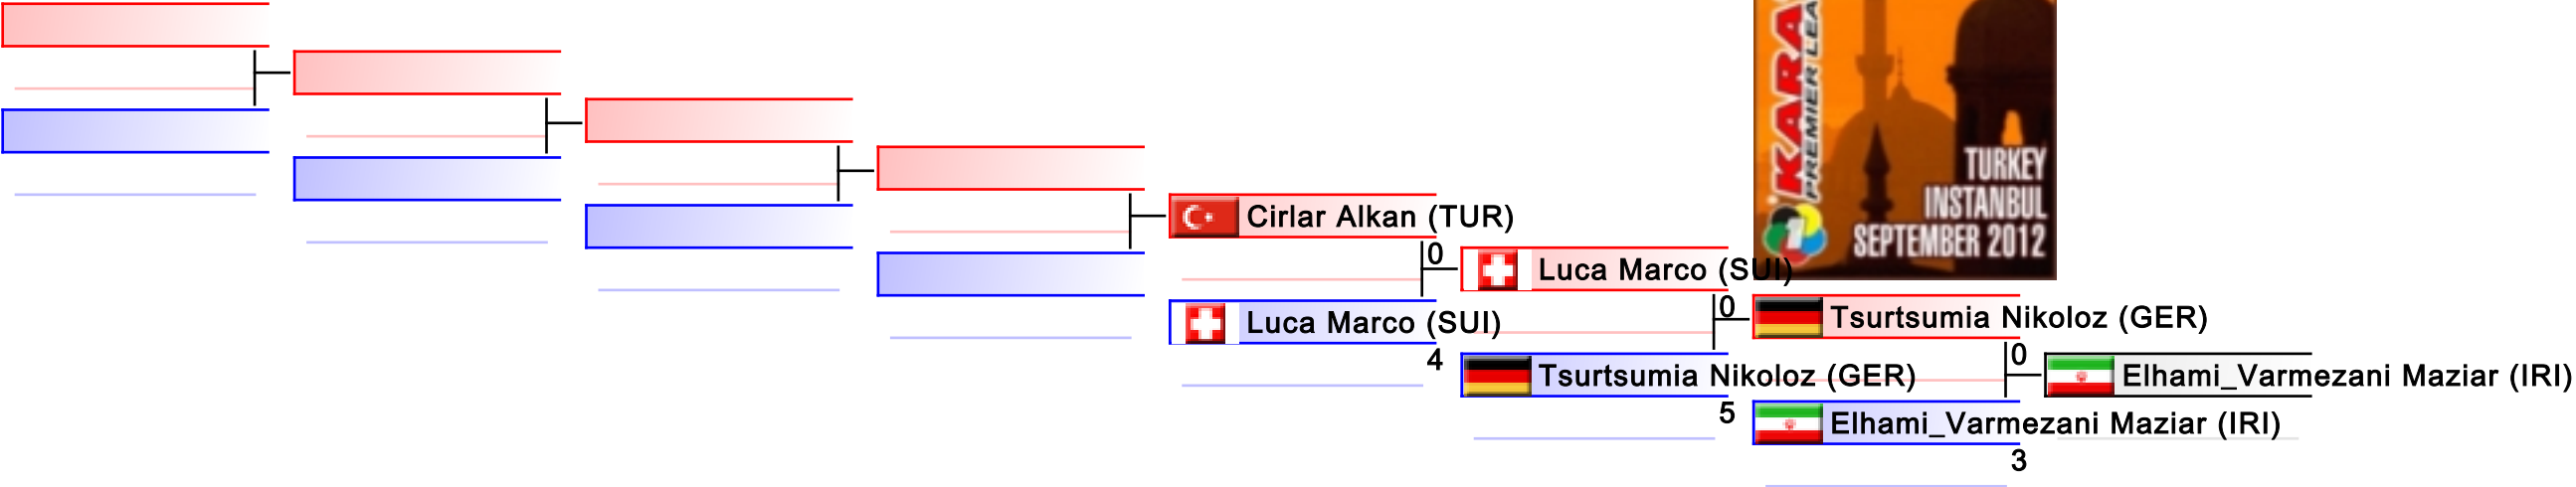 KARA
PREMIER LEA
TURKEY
INSTANBUL
SEPTEMBER 2012
1
Cirlar Alkan (TUR)
0
Luca Marco (SUI)
Luca Marco (SUI)
4
0
Tsurtsumia Nikoloz (GER)
Tsurtsumia Nikoloz (GER)
5
0
Elhami_Varmezani Maziar (IRI)
Elhami_Varmezani Maziar (IRI)
3